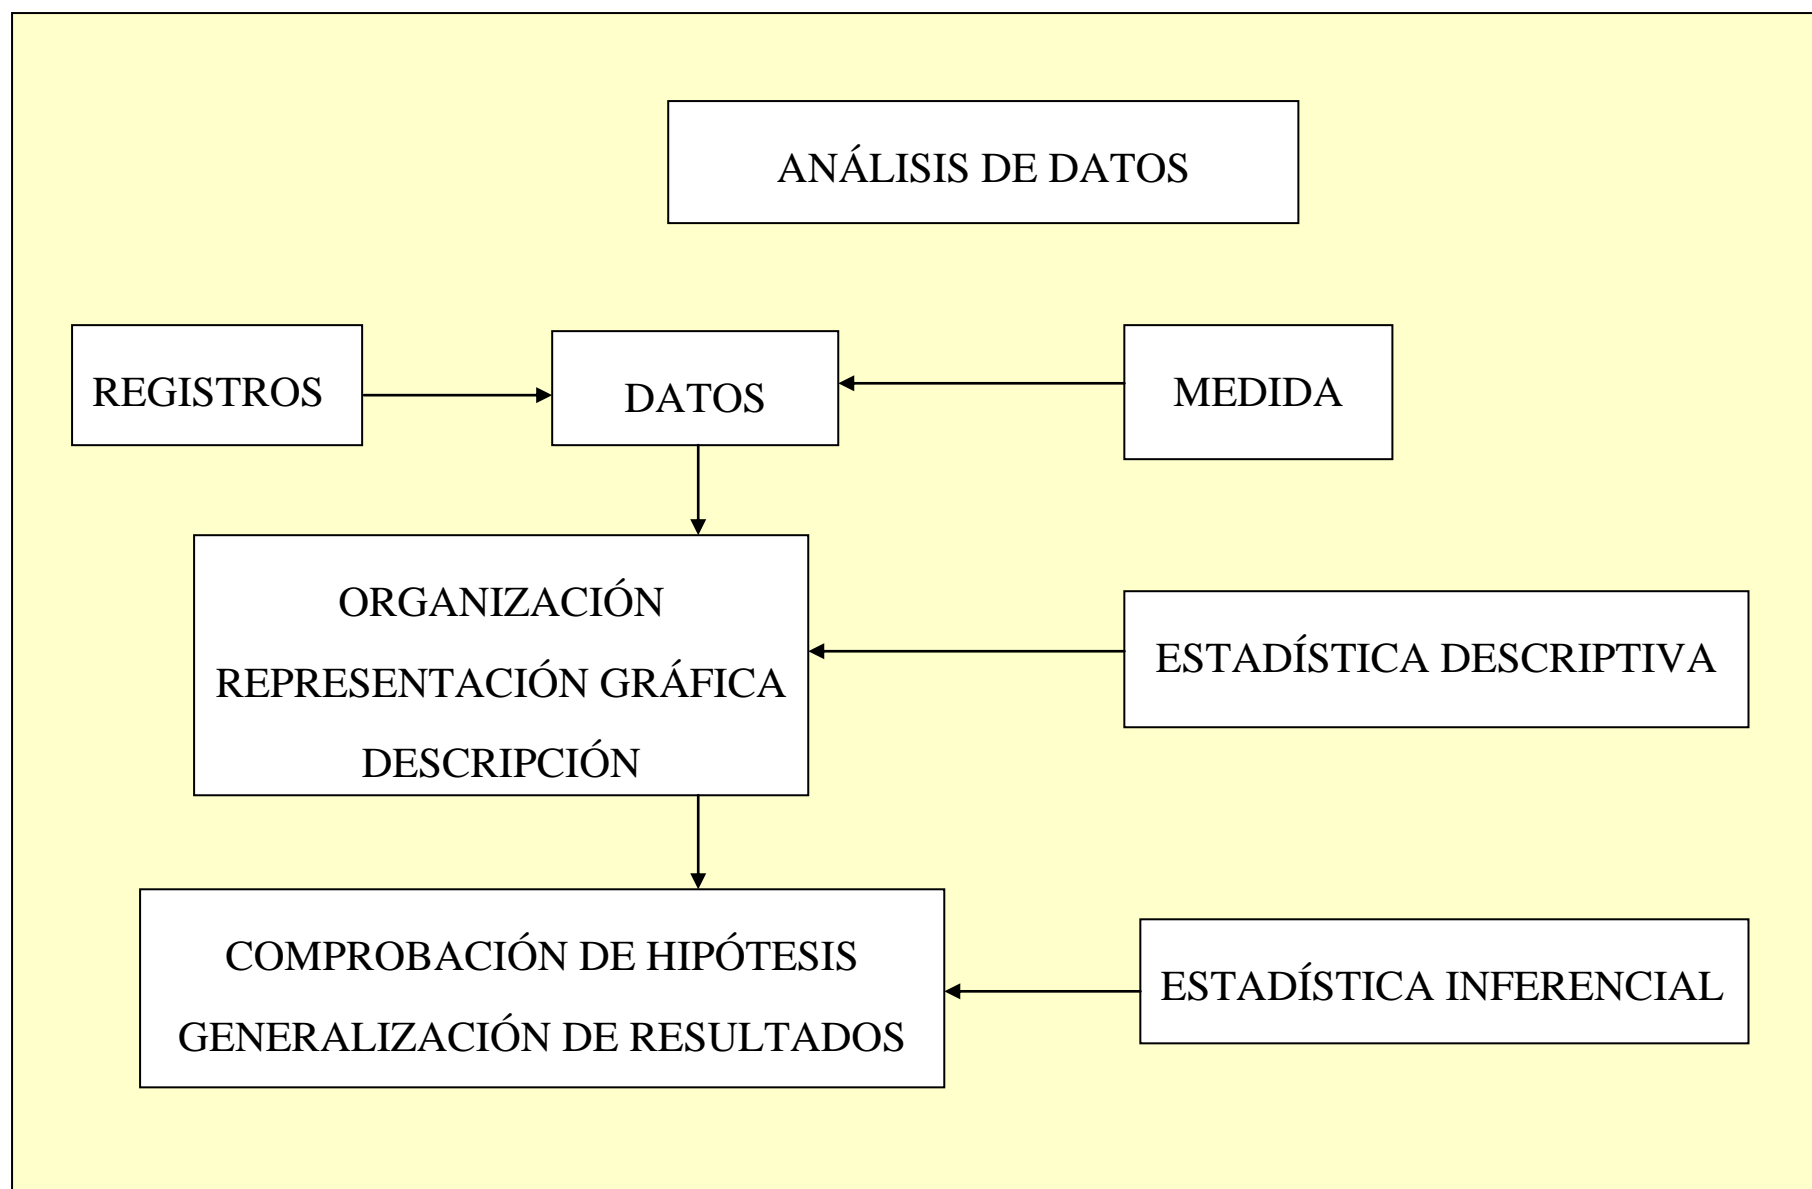 ANÁLISIS DE DATOS
REGISTROS
DATOS
MEDIDA
ORGANIZACIÓN
REPRESENTACIÓN GRÁFICA
DESCRIPCIÓN
ESTADÍSTICA DESCRIPTIVA
COMPROBACIÓN DE HIPÓTESIS
GENERALIZACIÓN DE RESULTADOS
ESTADÍSTICA INFERENCIAL